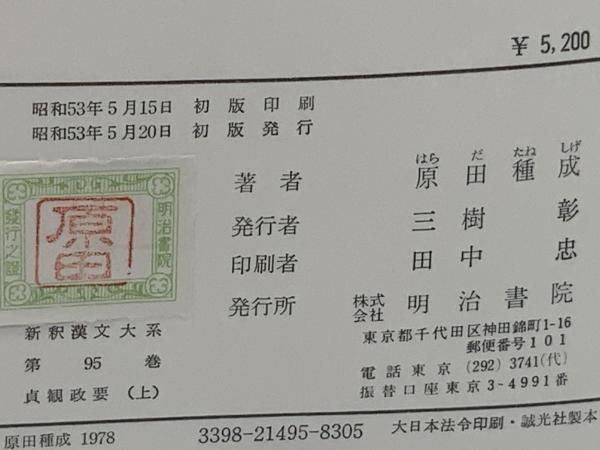 ¥ 5,200
昭和53年5月15日 初版印刷
昭和53年5月20日 初版発行
著者 原田種成
はらだ たねしげ
発行者 三樹 彰
印刷者 田中 忠
発行所 株式会社 明治書院
東京都千代田区神田錦町1-16
郵便番号101
電話東京 (292) 3741(代)
振替口座東京3-4991番
明治書院
發行之證
原田
新釈漢文大系
第 95 巻
貞観政要 (上)
原田種成 1978
3398-21495-8305
大日本法令印刷・誠光社製本